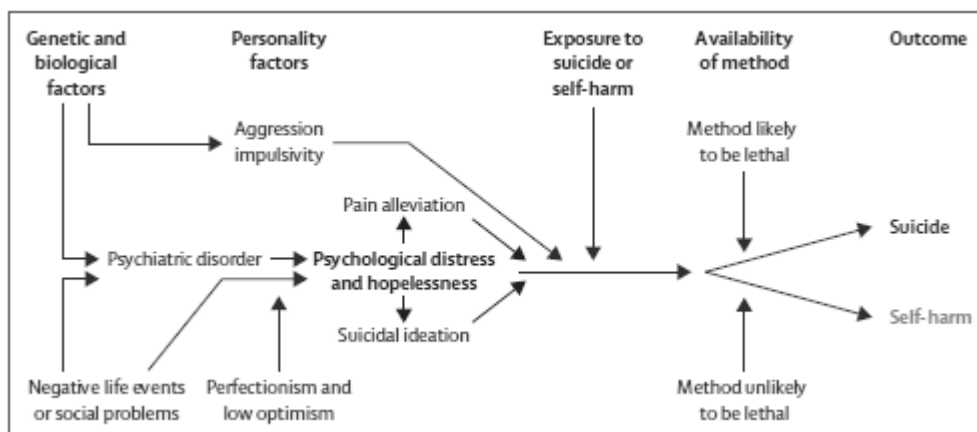 Genetic and
biological
factors
Personality
factors
Exposure to
suicide or
self-harm
Availability
of method
Outcome
Aggression
impulsivity
Method likely
to be lethal
Pain alleviation
Suicide
Psychiatric disorder
Psychological distress
and hopelessness
Suicidal ideation
Self-harm
Negative life events
or social problems
Perfectionism and
low optimism
Method unlikely
to be lethal